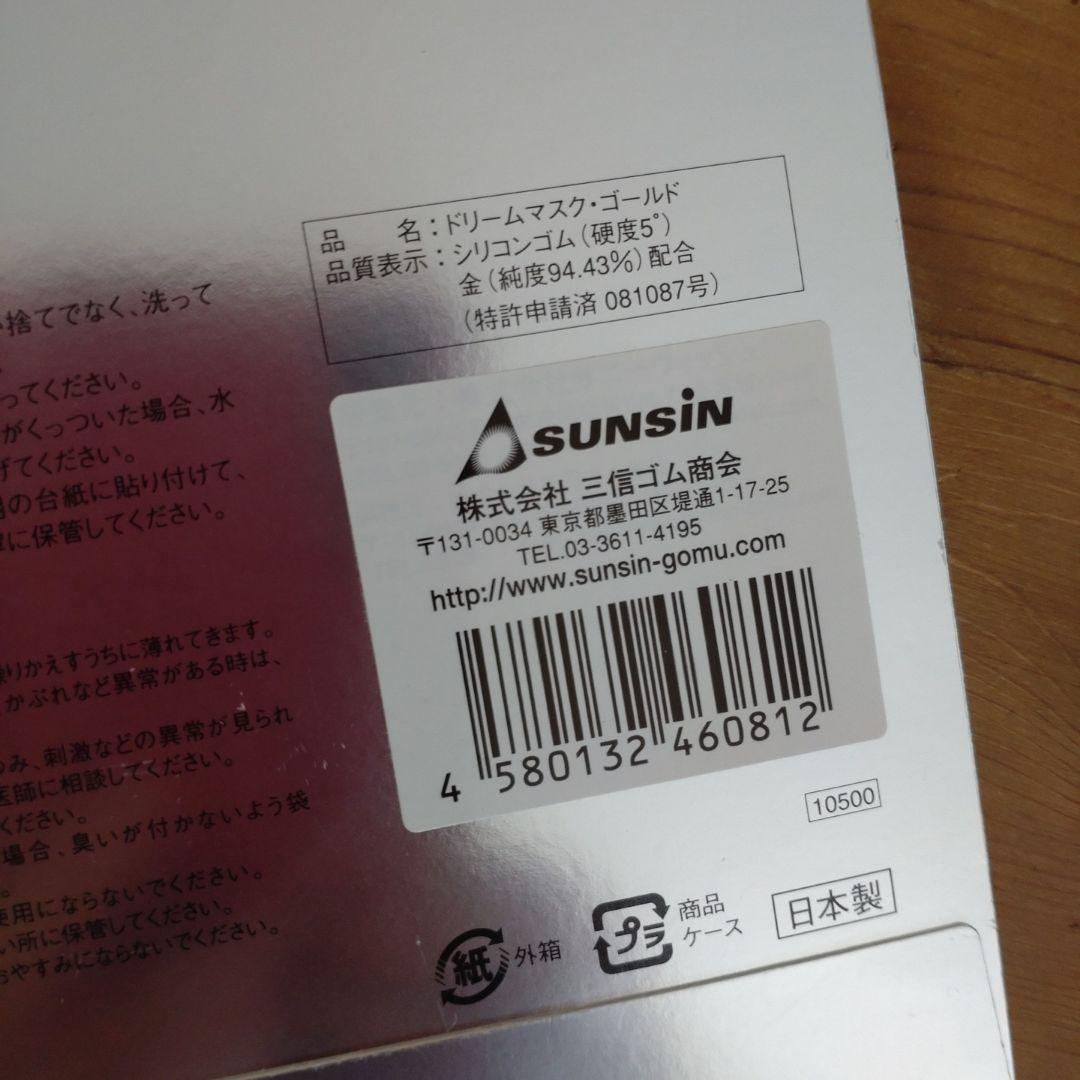 品　名：ドリームマスク・ゴールド
品質表示：シリコンゴム（硬度5°）
金（純度94.43%）配合
（特許申請済 081087号）
捨てでなく、洗って
ってください。
がくっついた場合、水
げてください。
用の台紙に貼り付けて、
に保管してください。
繰りかえすうちに薄れてきます。
かぶれなど異常がある時は、
み、刺激などの異常が見られ
医師に相談してください。
ください。
場合、臭いが付かないよう袋
使用にならないでください。
い所に保管してください。
おやすみにならないでください。
SUNSiN
株式会社 三信ゴム商会
〒131-0034 東京都墨田区堤通1-17-25
TEL.03-3611-4195
http://www.sunsin-gomu.com
4 580132 460812
10500
紙 外箱
プラ 商品
ケース
日本製